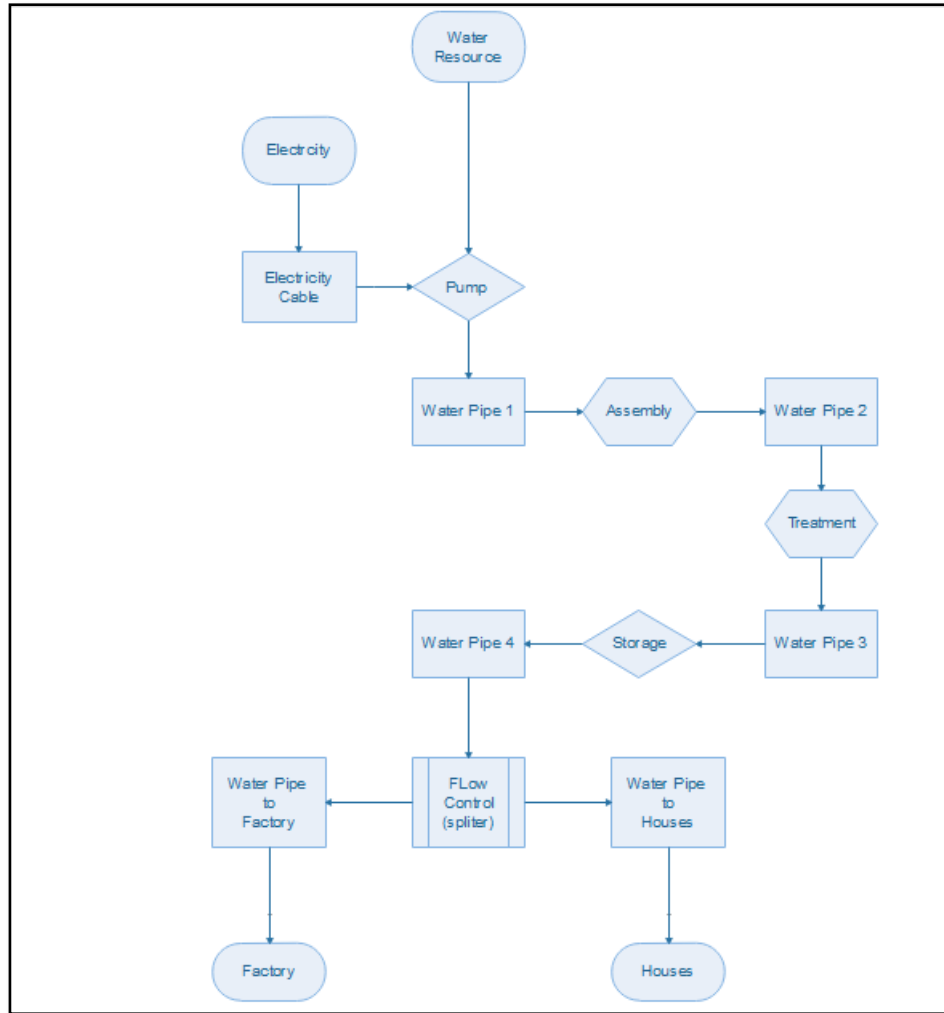 Water
Resource
Electrcity
Electricity
Cable
Pump
Water Pipe 1
Assembly
Water Pipe 2
Treatment
Water Pipe 4
Storage
Water Pipe 3
Water Pipe
to
Factory
FLow
Control
(spliter)
Water Pipe
to
Houses
Factory
Houses